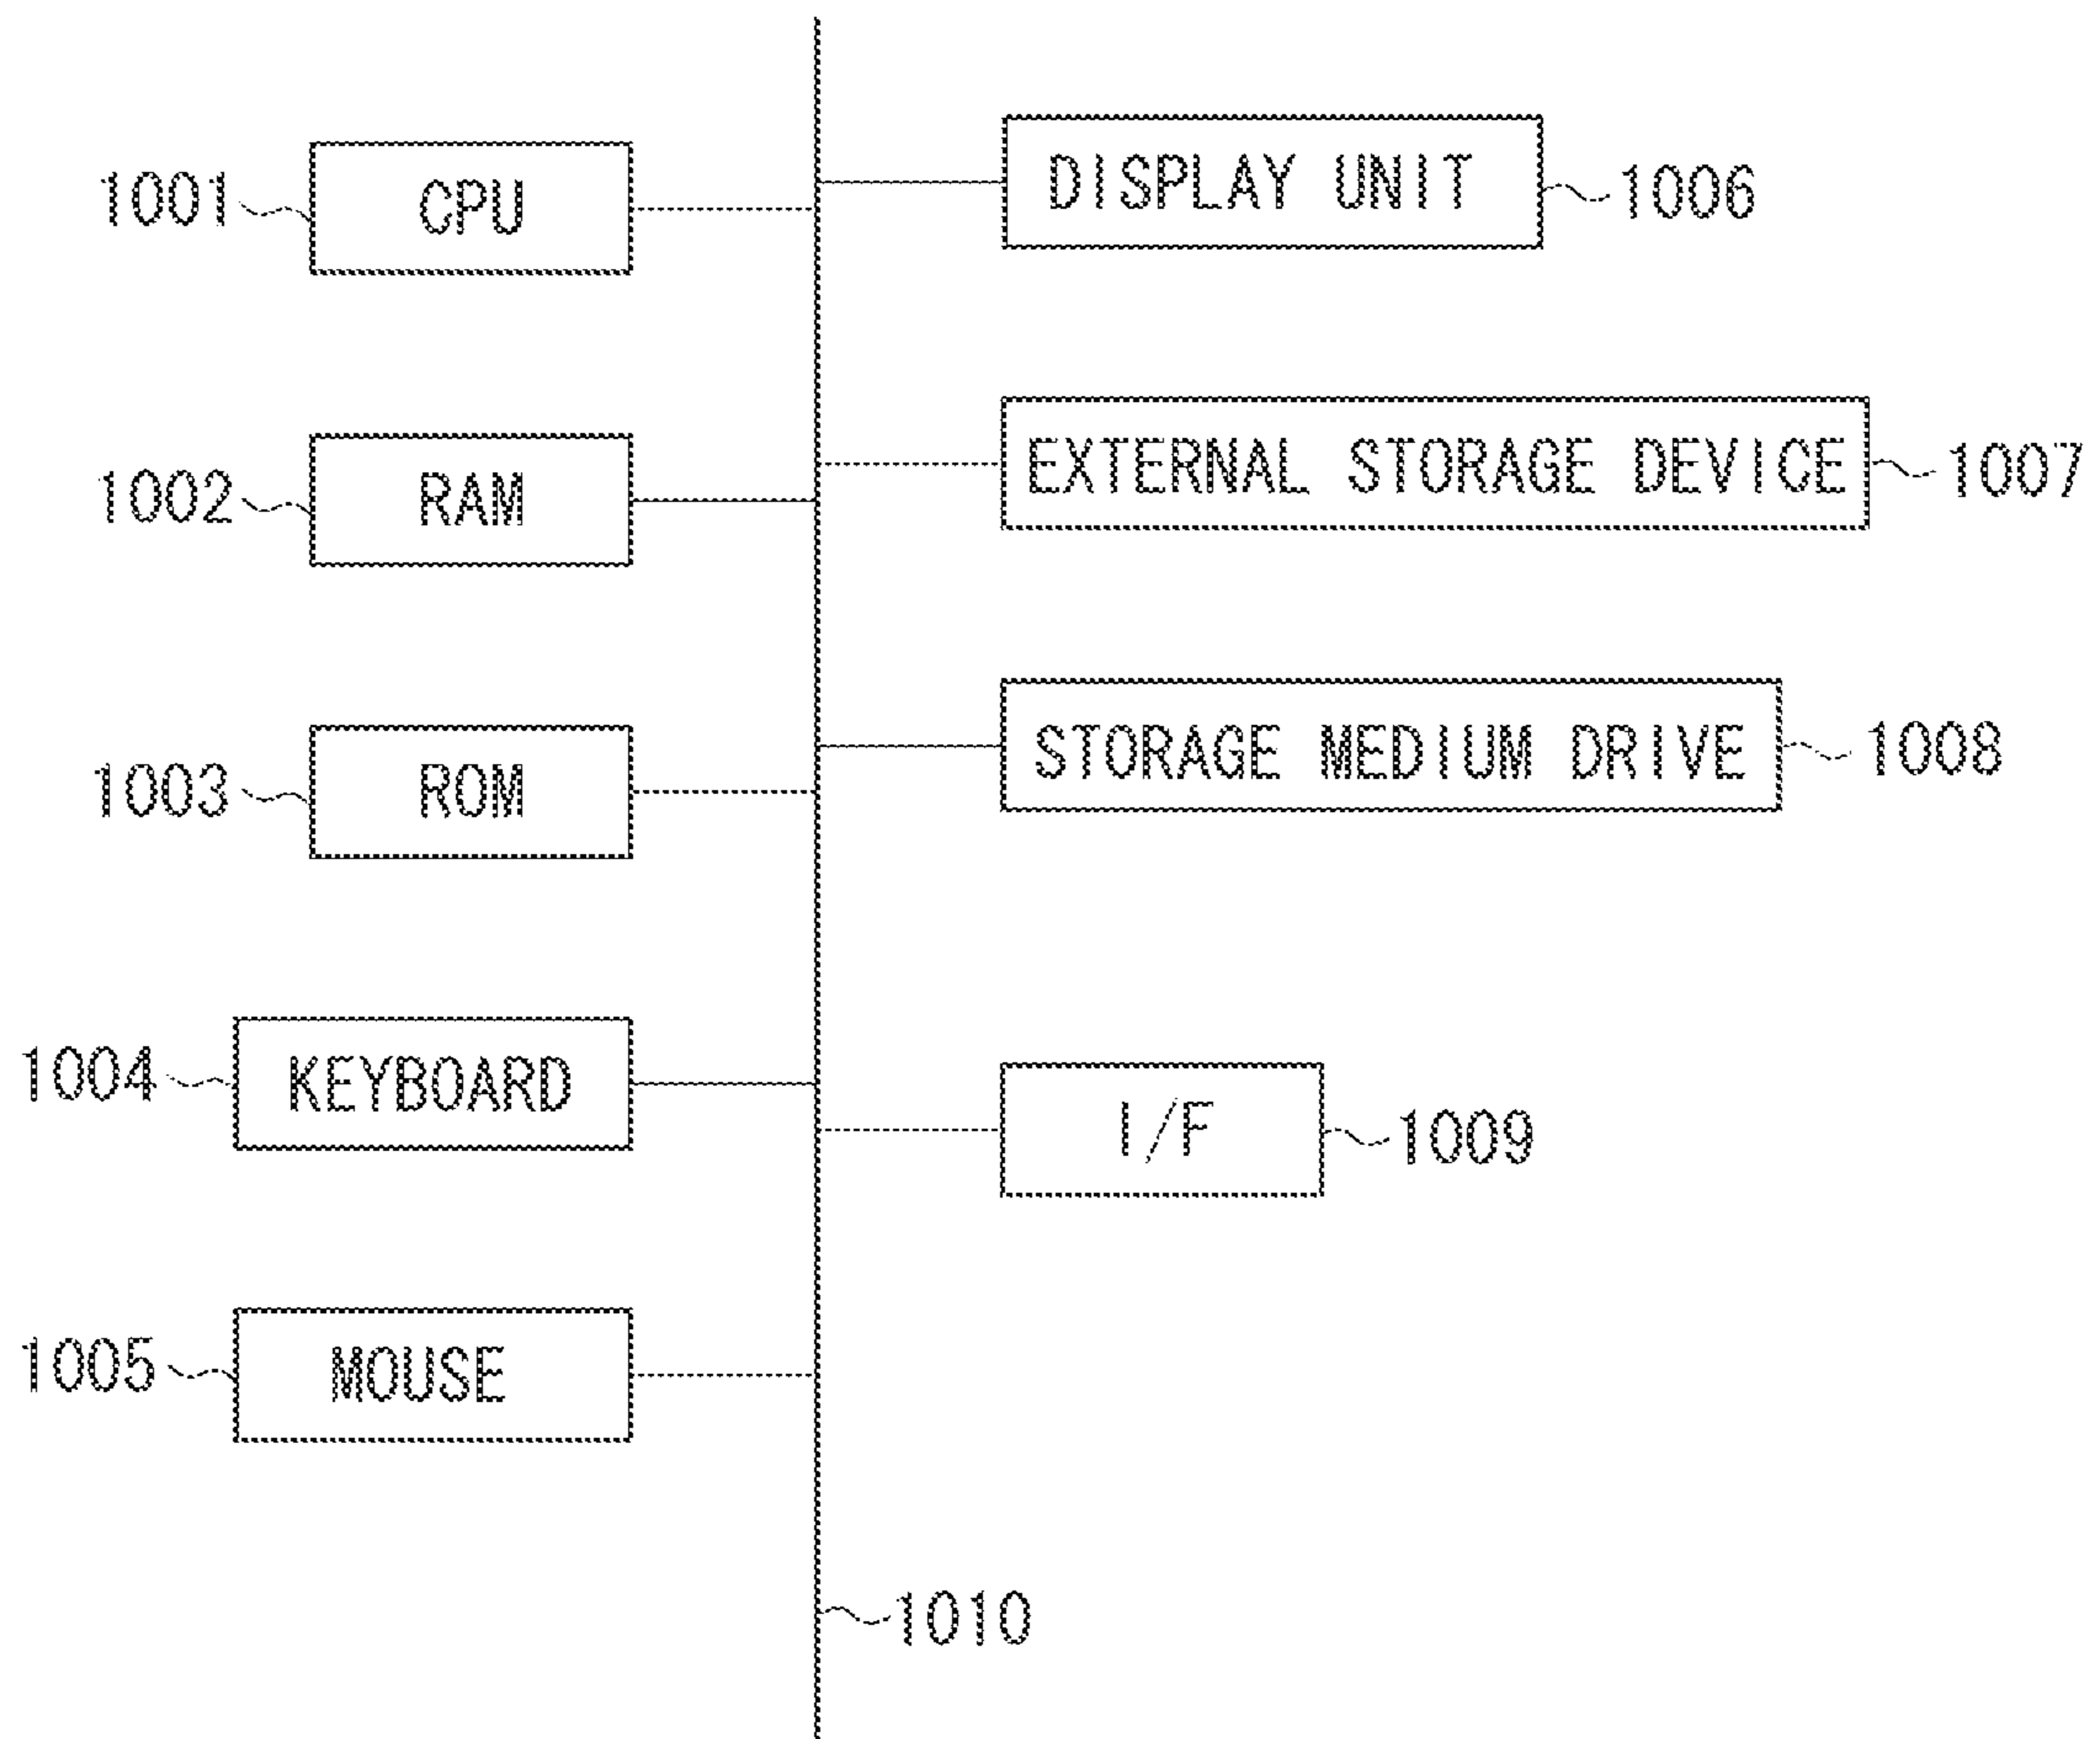 1001 CPU
1002 RAM
1003 ROM
1004 KEYBOARD
1005 MOUSE
DISPLAY UNIT 1006
EXTERNAL STORAGE DEVICE 1007
STORAGE MEDIUM DRIVE 1008
I/F 1009
1010